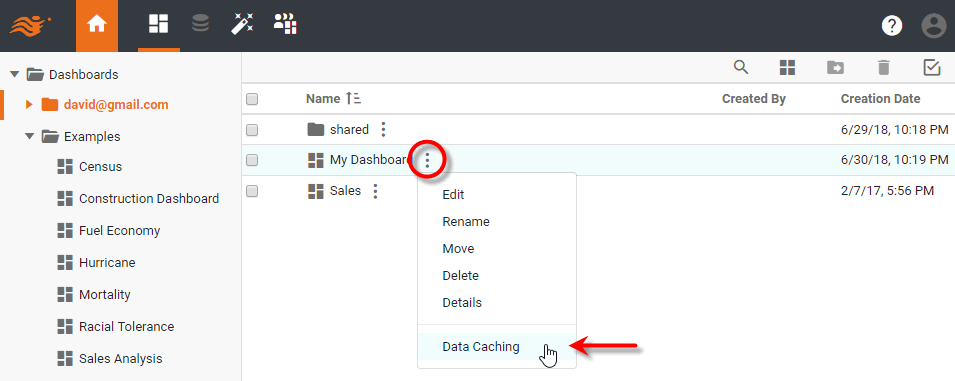 ?
Dashboards
david@gmail.com
Examples
Census
Construction Dashboard
Fuel Economy
Hurricane
Mortality
Racial Tolerance
Sales Analysis
Name Created By Creation Date
shared 6/29/18, 10:18 PM
My Dashboard 6/30/18, 10:19 PM
Sales 2/7/17, 5:56 PM
Edit
Rename
Move
Delete
Details
Data Caching